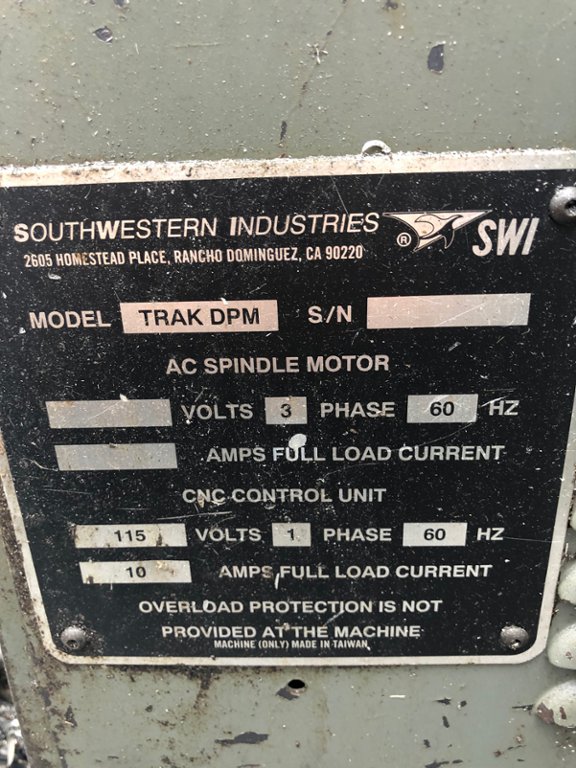 SOUTHWESTERN INDUSTRIES ® SWI
2605 HOMESTEAD PLACE, RANCHO DOMINGUEZ, CA 90220
MODEL TRAK DPM S/N
AC SPINDLE MOTOR
VOLTS 3 PHASE 60 HZ
AMPS FULL LOAD CURRENT
CNC CONTROL UNIT
115 VOLTS 1 PHASE 60 HZ
10 AMPS FULL LOAD CURRENT
OVERLOAD PROTECTION IS NOT
PROVIDED AT THE MACHINE
MACHINE (ONLY) MADE IN TAIWAN